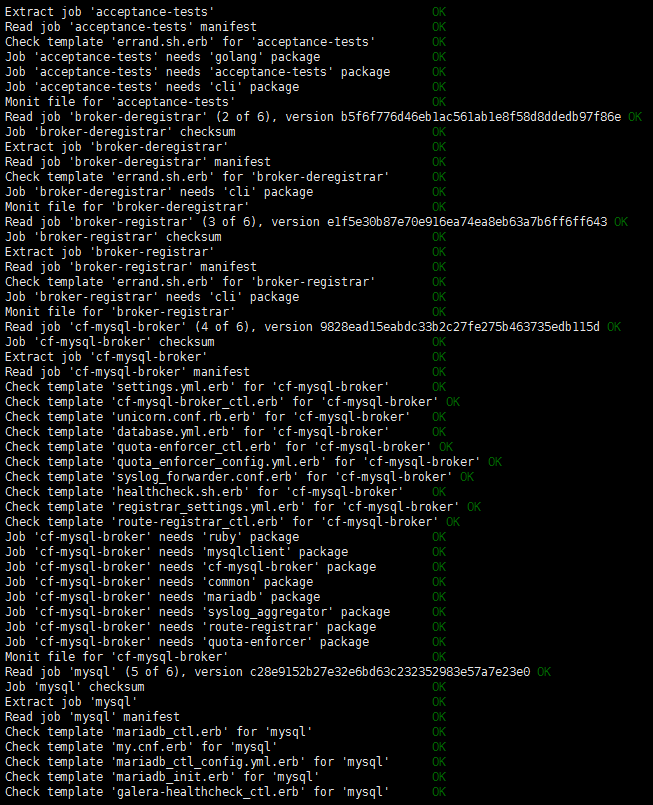 Extract job 'acceptance-tests' OK
Read job 'acceptance-tests' manifest OK
Check template 'errand.sh.erb' for 'acceptance-tests' OK
Job 'acceptance-tests' needs 'golang' package OK
Job 'acceptance-tests' needs 'acceptance-tests' package OK
Job 'acceptance-tests' needs 'cli' package OK
Monit file for 'acceptance-tests' OK
Read job 'broker-deregistrar' (2 of 6), version b5f6f776d46eb1ac561ab1e8f58d8ddedb97f86e OK
Job 'broker-deregistrar' checksum OK
Extract job 'broker-deregistrar' OK
Read job 'broker-deregistrar' manifest OK
Check template 'errand.sh.erb' for 'broker-deregistrar' OK
Job 'broker-deregistrar' needs 'cli' package OK
Monit file for 'broker-deregistrar' OK
Read job 'broker-registrar' (3 of 6), version e1f5e30b87e70e916ea74ea8eb63a7b6ff6ff643 OK
Job 'broker-registrar' checksum OK
Extract job 'broker-registrar' OK
Read job 'broker-registrar' manifest OK
Check template 'errand.sh.erb' for 'broker-registrar' OK
Job 'broker-registrar' needs 'cli' package OK
Monit file for 'broker-registrar' OK
Read job 'cf-mysql-broker' (4 of 6), version 9828ead15eabdc33b2c27fe275b463735edb115d OK
Job 'cf-mysql-broker' checksum OK
Extract job 'cf-mysql-broker' OK
Read job 'cf-mysql-broker' manifest OK
Check template 'settings.yml.erb' for 'cf-mysql-broker' OK
Check template 'cf-mysql-broker_ctl.erb' for 'cf-mysql-broker' OK
Check template 'unicorn.conf.rb.erb' for 'cf-mysql-broker' OK
Check template 'database.yml.erb' for 'cf-mysql-broker' OK
Check template 'quota-enforcer_ctl.erb' for 'cf-mysql-broker' OK
Check template 'quota_enforcer_config.yml.erb' for 'cf-mysql-broker' OK
Check template 'syslog_forwarder.conf.erb' for 'cf-mysql-broker' OK
Check template 'healthcheck.sh.erb' for 'cf-mysql-broker' OK
Check template 'registrar_settings.yml.erb' for 'cf-mysql-broker' OK
Check template 'route-registrar_ctl.erb' for 'cf-mysql-broker' OK
Job 'cf-mysql-broker' needs 'ruby' package OK
Job 'cf-mysql-broker' needs 'mysqlclient' package OK
Job 'cf-mysql-broker' needs 'cf-mysql-broker' package OK
Job 'cf-mysql-broker' needs 'common' package OK
Job 'cf-mysql-broker' needs 'mariadb' package OK
Job 'cf-mysql-broker' needs 'syslog_aggregator' package OK
Job 'cf-mysql-broker' needs 'route-registrar' package OK
Job 'cf-mysql-broker' needs 'quota-enforcer' package OK
Monit file for 'cf-mysql-broker' OK
Read job 'mysql' (5 of 6), version c28e9152b27e32e6bd63c232352983e57a7e23e0 OK
Job 'mysql' checksum OK
Extract job 'mysql' OK
Read job 'mysql' manifest OK
Check template 'mariadb_ctl.erb' for 'mysql' OK
Check template 'my.cnf.erb' for 'mysql' OK
Check template 'mariadb_ctl_config.yml.erb' for 'mysql' OK
Check template 'mariadb_init.erb' for 'mysql' OK
Check template 'galera-healthcheck_ctl.erb' for 'mysql' OK